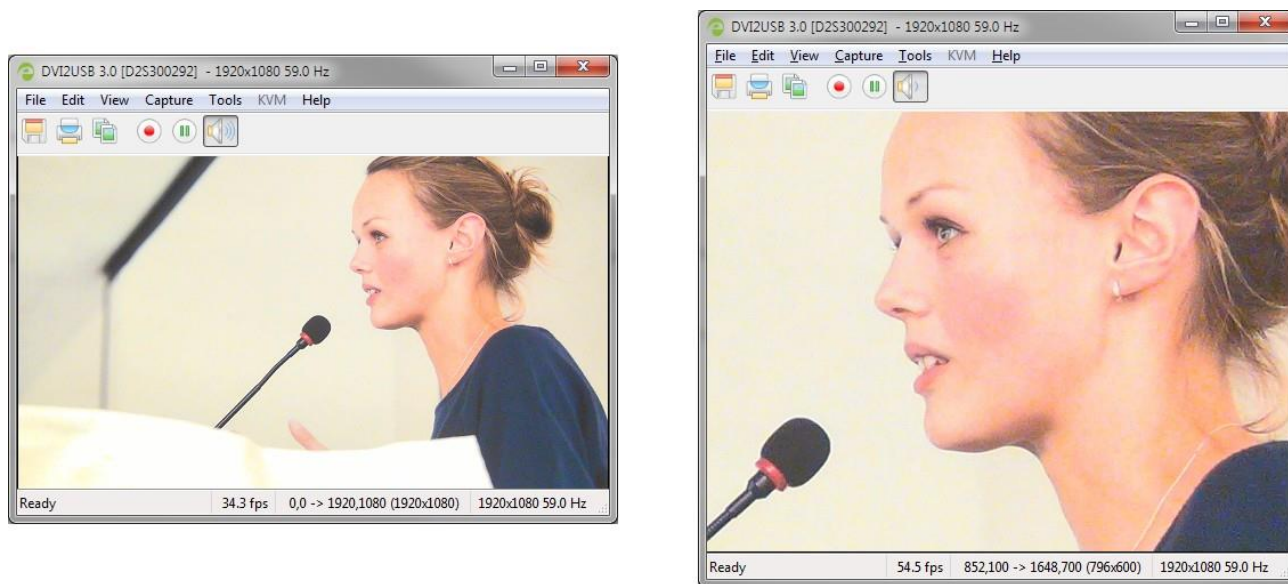 DVI2USB 3.0 [D2S300292] - 1920x1080 59.0 Hz
File Edit View Capture Tools KVM Help
Ready 34.3 fps 0,0 -> 1920,1080 (1920x1080) 1920x1080 59.0 Hz
DVI2USB 3.0 [D2S300292] - 1920x1080 59.0 Hz
File Edit View Capture Tools KVM Help
Ready 54.5 fps 852,100 -> 1648,700 (796x600) 1920x1080 59.0 Hz